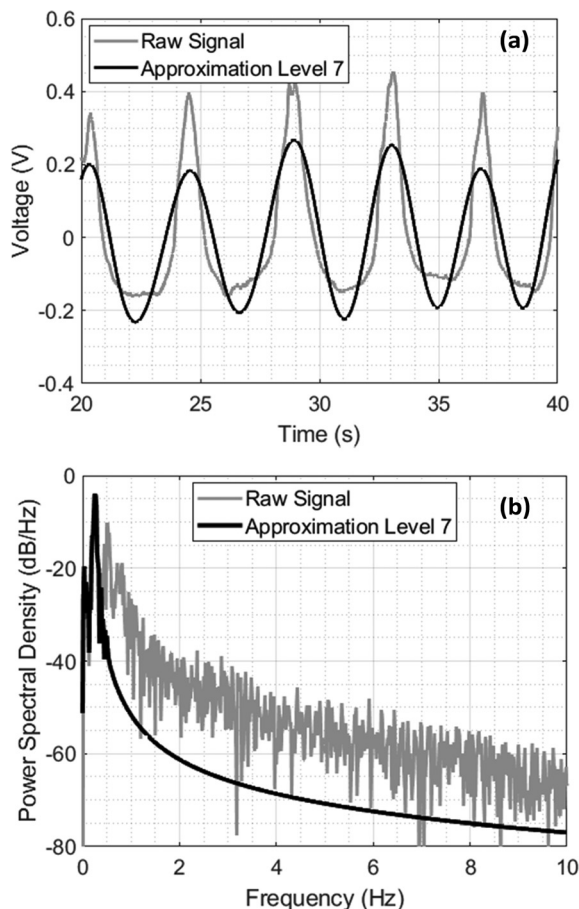 0.6
Raw Signal
(a)
Approximation Level 7
0.4
0.2
0
-0.2
-0.4
Voltage (V)
20 25 30 35 40
Time (s)
0
Raw Signal
(b)
Approximation Level 7
-20
-40
-60
-80
Power Spectral Density (dB/Hz)
0 2 4 6 8 10
Frequency (Hz)